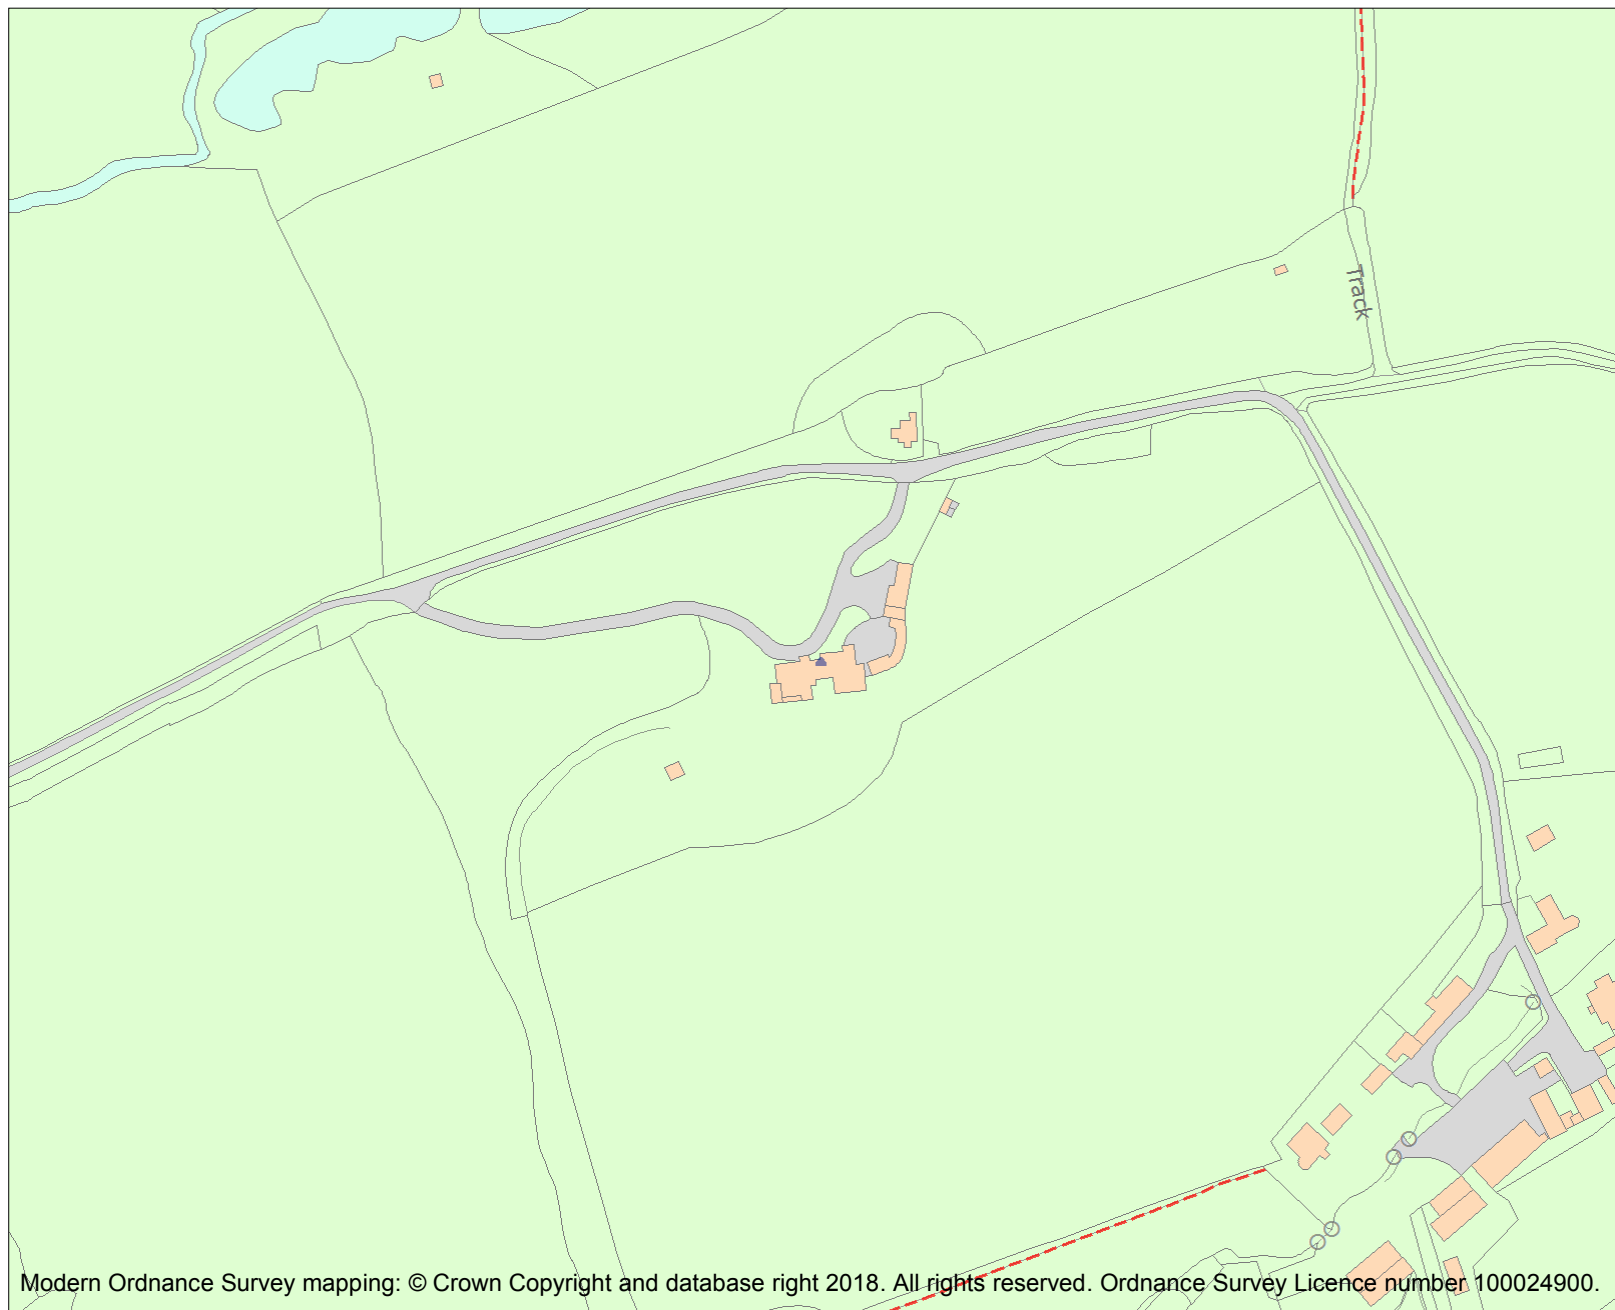 Track
Modern Ordnance Survey mapping: © Crown Copyright and database right 2018. All rights reserved. Ordnance Survey Licence number 100024900.